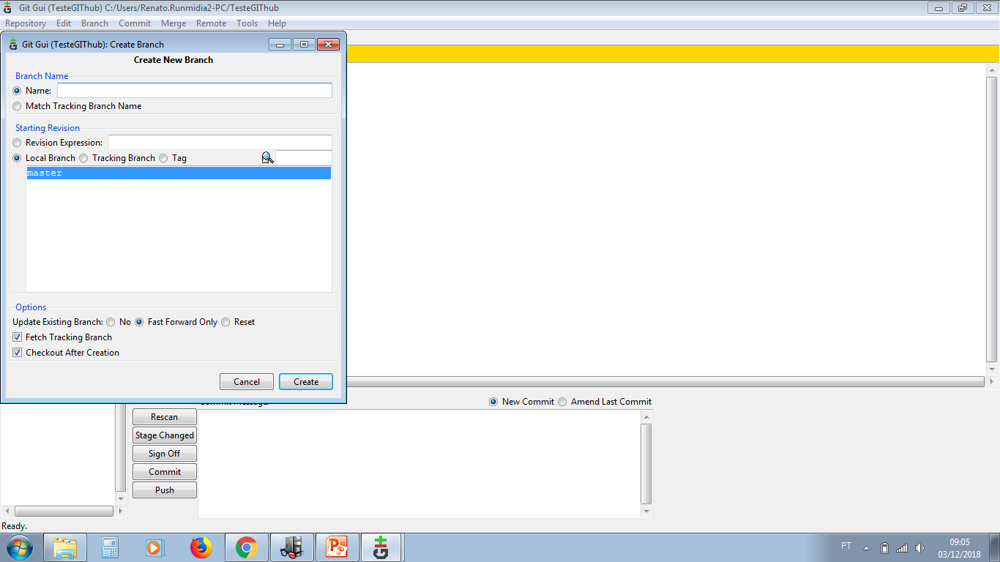 Git Gui (TesteGIThub) C:/Users/Renato.Runmidia2-PC/TesteGIThub
Repository Edit Branch Commit Merge Remote Tools Help
Git Gui (TesteGIThub): Create Branch
Create New Branch
Branch Name
Name:
Match Tracking Branch Name
Starting Revision
Revision Expression:
Local Branch Tracking Branch Tag
master
Options
Update Existing Branch: No Fast Forward Only Reset
Fetch Tracking Branch
Checkout After Creation
Cancel Create
New Commit Amend Last Commit
Rescan
Stage Changed
Sign Off
Commit
Push
Ready.
PT
09:05
03/12/2018